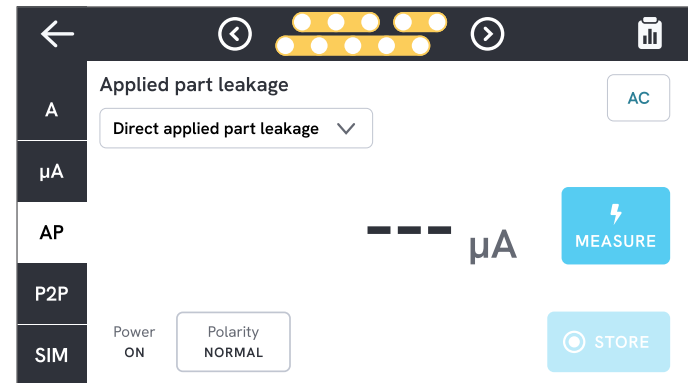 Applied part leakage
AC
Direct applied part leakage
A
µA
AP
P2P
SIM
--- µA
MEASURE
Power
ON
Polarity
NORMAL
STORE